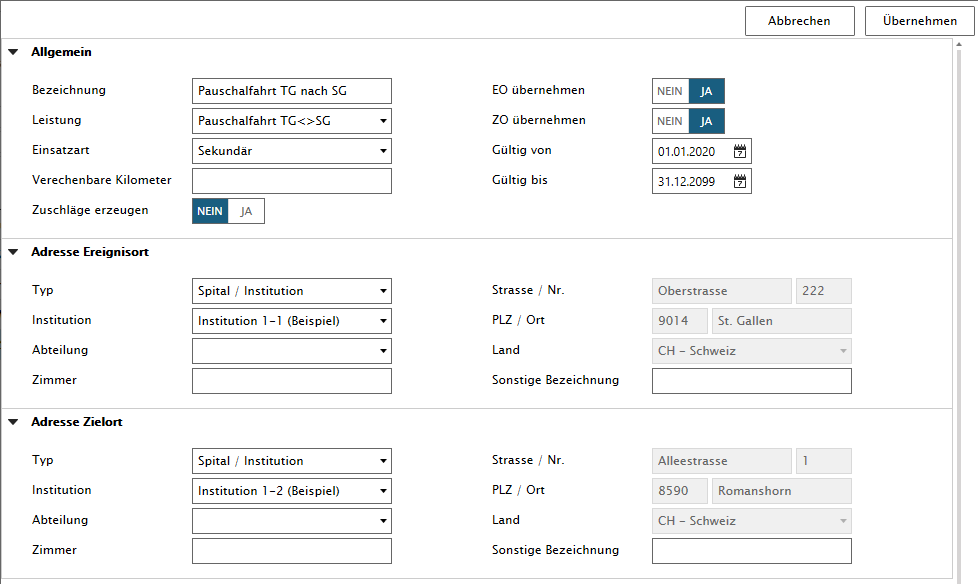 Abbrechen Übernehmen
Allgemein
Bezeichnung Pauschalfahrt TG nach SG EO übernehmen NEIN JA
Leistung Pauschalfahrt TG<>SG ZO übernehmen NEIN JA
Einsatzart Sekundär Gültig von 01.01.2020
Verechenbare Kilometer Gültig bis 31.12.2099
Zuschläge erzeugen NEIN JA
Adresse Ereignisort
Typ Spital / Institution Strasse / Nr. Oberstrasse 222
Institution Institution 1-1 (Beispiel) PLZ / Ort 9014 St. Gallen
Abteilung Land CH - Schweiz
Zimmer Sonstige Bezeichnung
Adresse Zielort
Typ Spital / Institution Strasse / Nr. Alleestrasse 1
Institution Institution 1-2 (Beispiel) PLZ / Ort 8590 Romanshorn
Abteilung Land CH - Schweiz
Zimmer Sonstige Bezeichnung